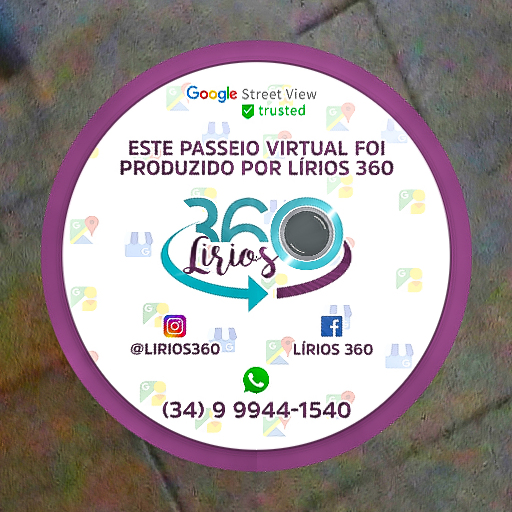 Google Street View
trusted
ESTE PASSEIO VIRTUAL FOI
PRODUZIDO POR LÍRIOS 360
360
Lírios
@LIRIOS360
LÍRIOS 360
(34) 9 9944-1540